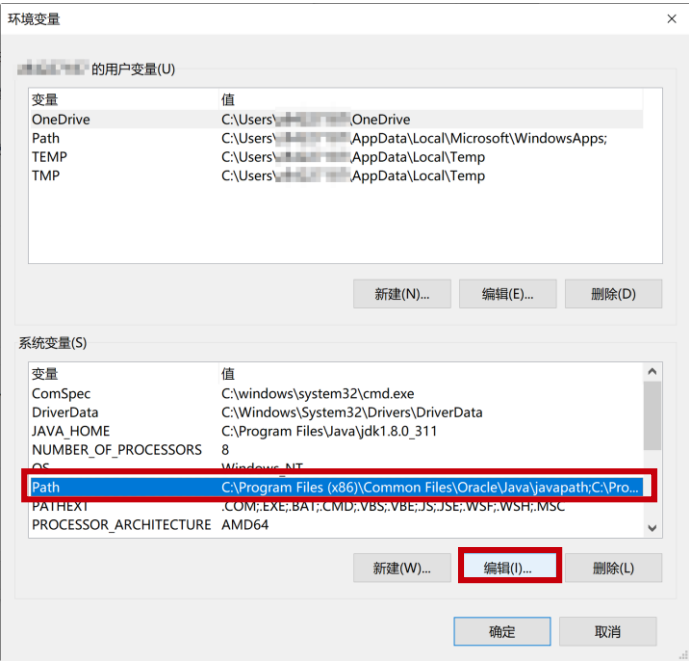 环境变量
的用户变量(U)
变量 值
OneDrive C:\Users\ \OneDrive
Path C:\Users\ \AppData\Local\Microsoft\WindowsApps;
TEMP C:\Users\ \AppData\Local\Temp
TMP C:\Users\ \AppData\Local\Temp
新建(N)... 编辑(E)... 删除(D)
系统变量(S)
变量 值
ComSpec C:\windows\system32\cmd.exe
DriverData C:\Windows\System32\Drivers\DriverData
JAVA_HOME C:\Program Files\Java\jdk1.8.0_311
NUMBER_OF_PROCESSORS 8
OS Windows_NT
Path C:\Program Files (x86)\Common Files\Oracle\Java\javapath;C:\Pro...
PATHEXT .COM;.EXE;.BAT;.CMD;.VBS;.VBE;.JS;.JSE;.WSF;.WSH;.MSC
PROCESSOR_ARCHITECTURE AMD64
新建(W)... 编辑(I)... 删除(L)
确定 取消